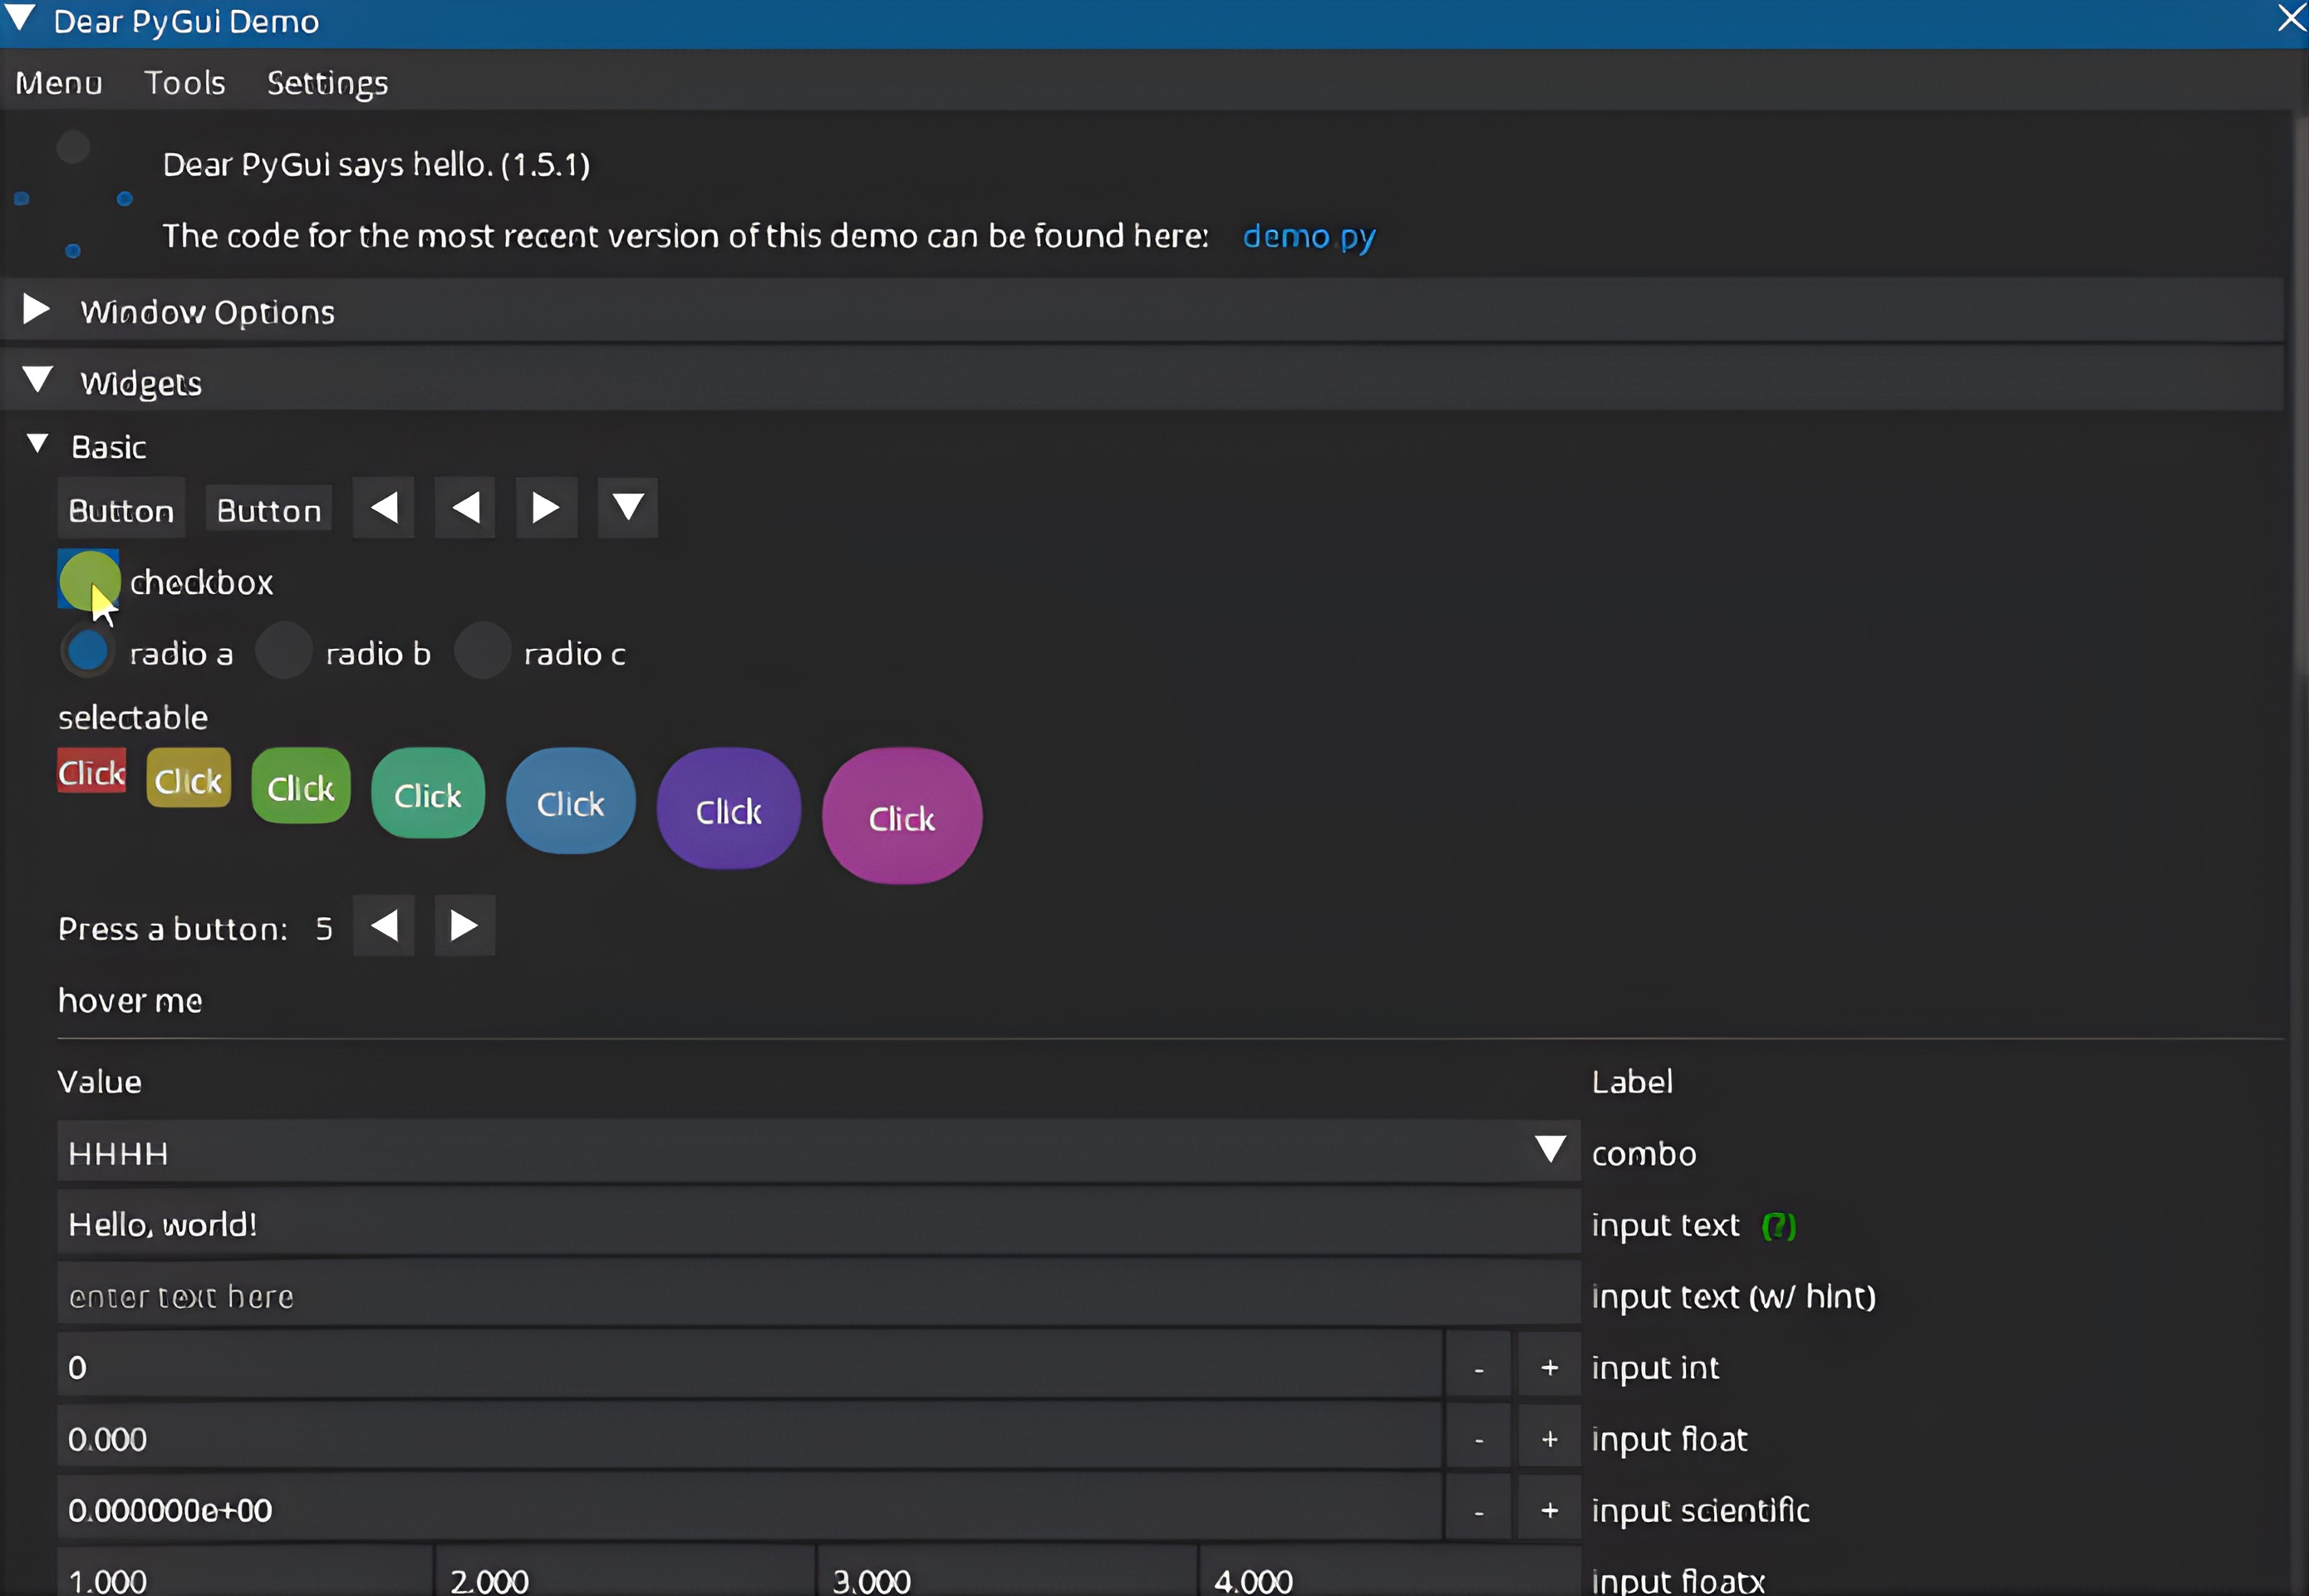 Dear PyGui Demo
Menu Tools Settings
Dear PyGui says hello. (1.5.1)
The code for the most recent version of this demo can be found here: demo.py
Window Options
Widgets
Basic
Button Button
checkbox
radio a radio b radio c
selectable
Click Click Click Click Click Click Click
Press a button: 5
hover me
Value Label
HHHH combo
Hello, world! input text (?)
enter text here input text (w/ hint)
0 - + input int
0.000 - + input float
0.000000e+00 - + input scientific
1.000 2.000 3.000 4.000 input floatx